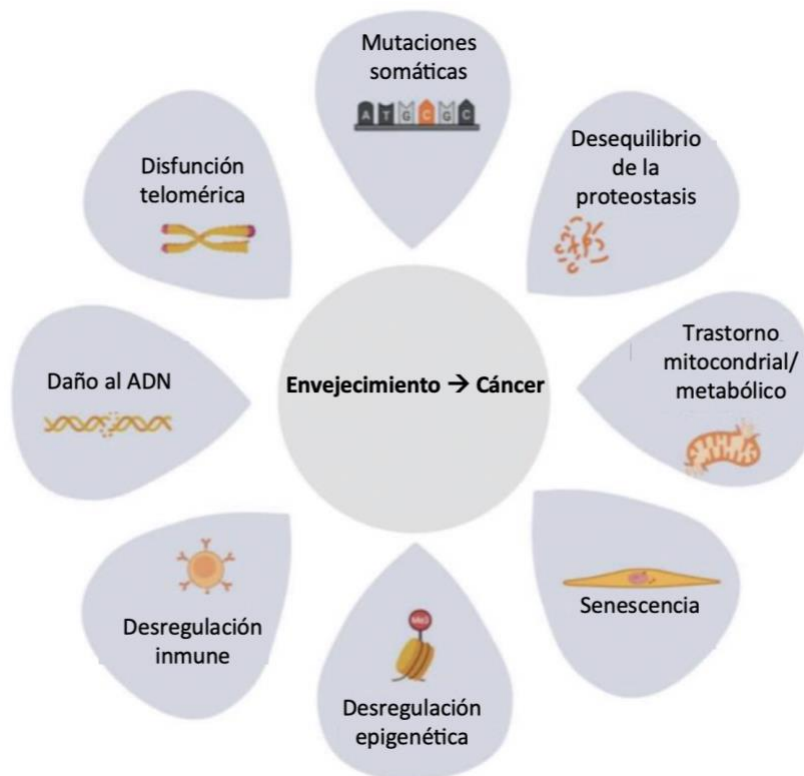 Mutaciones
somáticas
A T G C G C
Desequilibrio
de la
proteostasis
Trastorno
mitocondrial/
metabólico
Senescencia
Desregulación
epigenética
Desregulación
inmune
Daño al ADN
Disfunción
telomérica
Envejecimiento → Cáncer